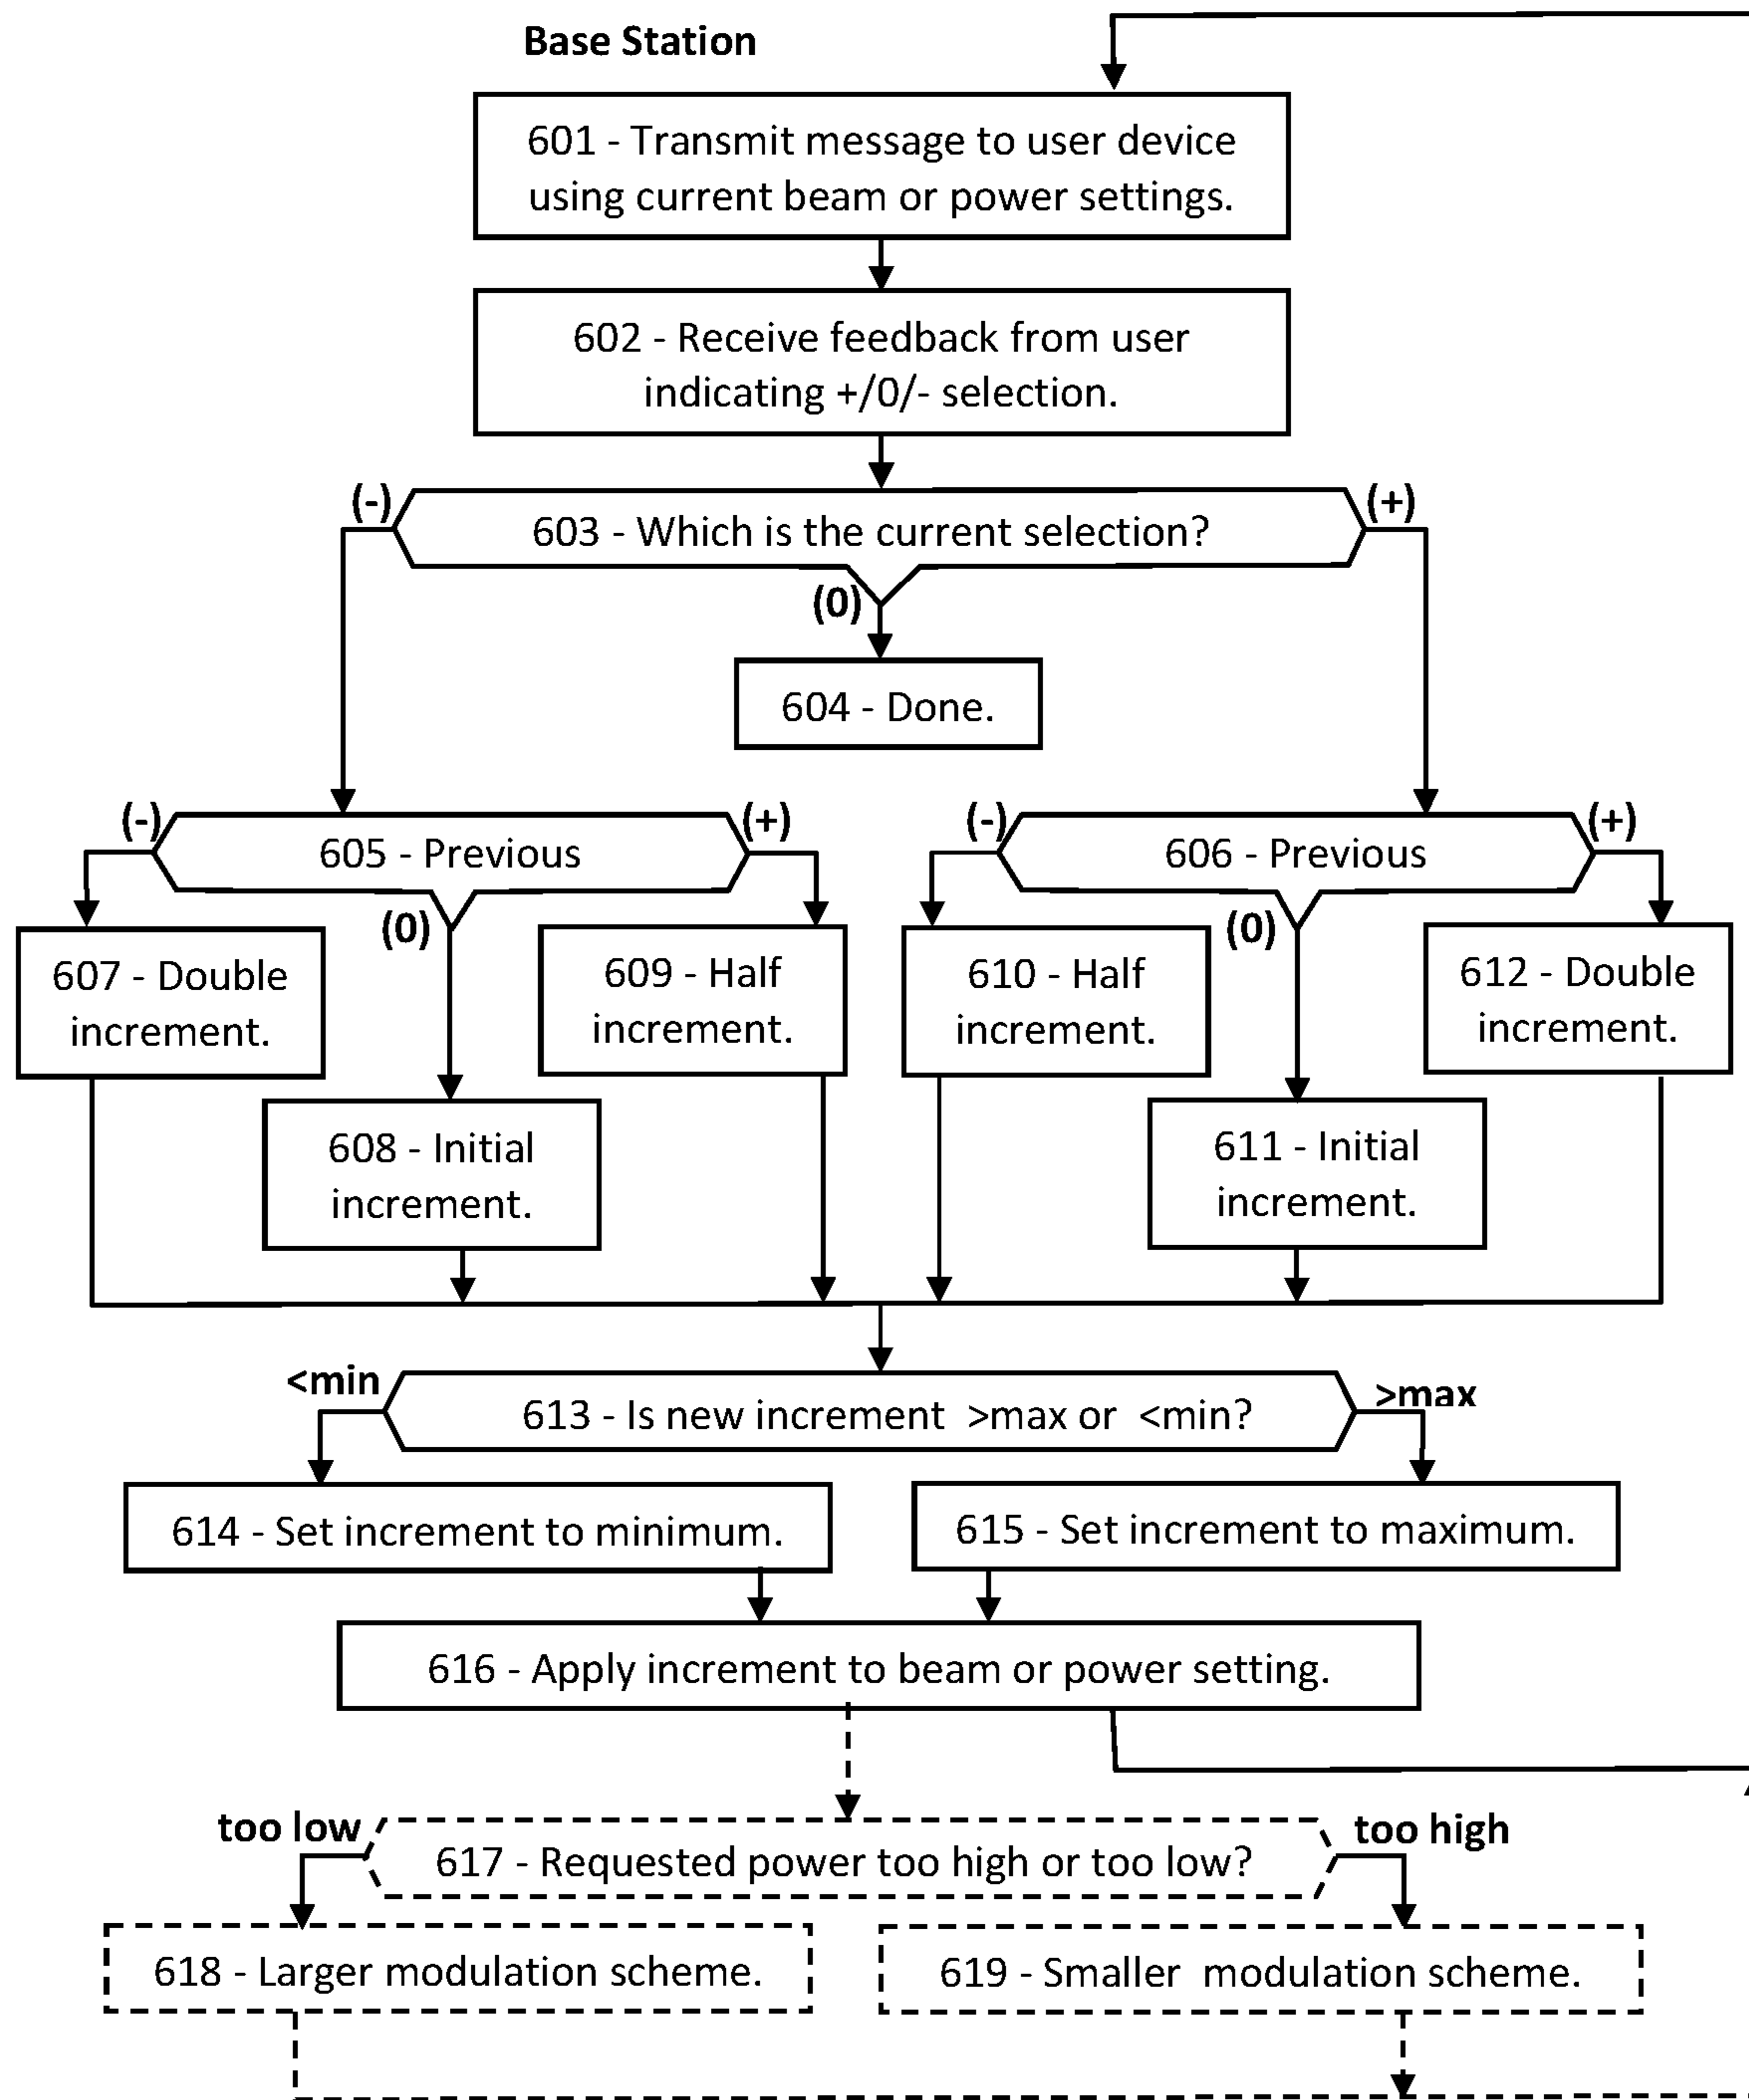 Base Station
601 - Transmit message to user device
using current beam or power settings.
602 - Receive feedback from user
indicating +/0/- selection.
(-)
(+)
603 - Which is the current selection?
(0)
604 - Done.
(-)
(+)
(-)
(+)
605 - Previous
606 - Previous
(0)
(0)
607 - Double
increment.
609 - Half
increment.
610 - Half
increment.
612 - Double
increment.
608 - Initial
increment.
611 - Initial
increment.
<min
>max
613 - Is new increment  >max or  <min?
614 - Set increment to minimum.
615 - Set increment to maximum.
616 - Apply increment to beam or power setting.
too low
too high
617 - Requested power too high or too low?
618 - Larger modulation scheme.
619 - Smaller  modulation scheme.